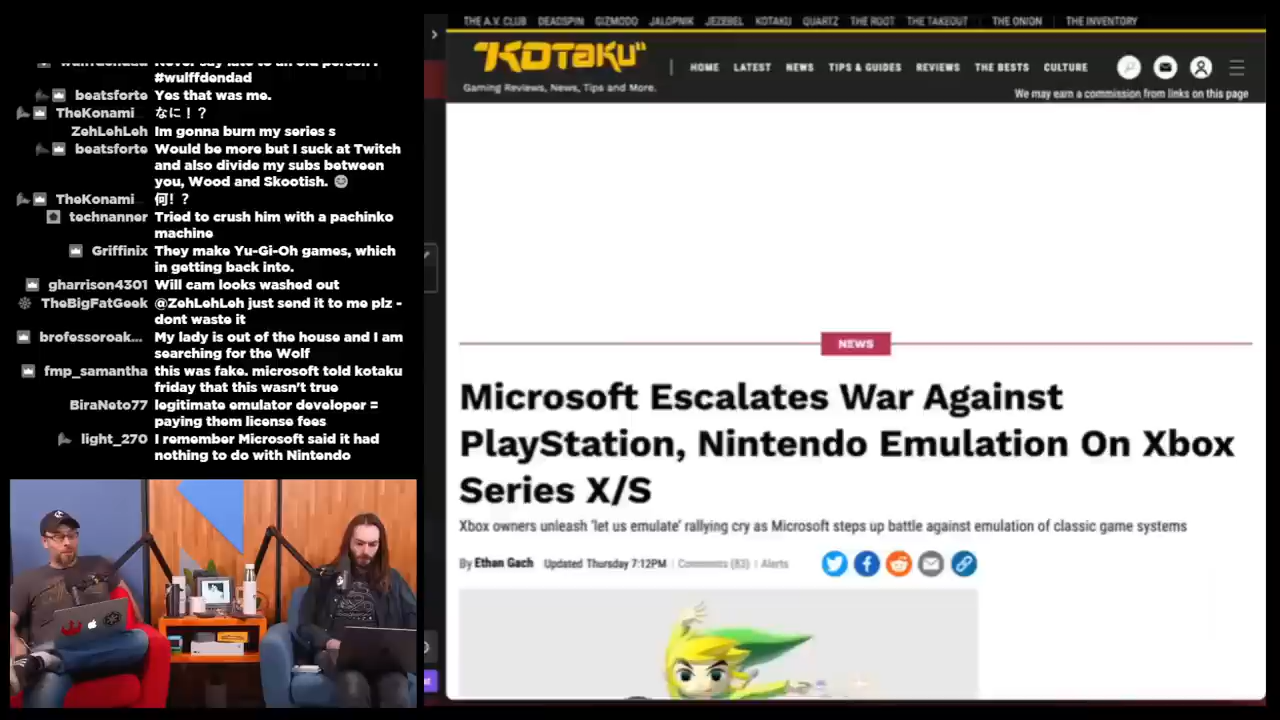 Never say late to an old person !
#wulffdendad
beatsforte Yes that was me.
TheKonami なに！？
ZehLehLeh Im gonna burn my series s
beatsforte Would be more but I suck at Twitch
and also divide my subs between
you, Wood and Skootish.
TheKonami 何！？
technanner Tried to crush him with a pachinko
machine
Griffinix They make Yu-Gi-Oh games, which
in getting back into.
gharrison4301 Will cam looks washed out
TheBigFatGeek @ZehLehLeh just send it to me plz -
dont waste it
brofessoroak... My lady is out of the house and I am
searching for the Wolf
fmp_samantha this was fake. microsoft told kotaku
friday that this wasn't true
BiraNeto77 legitimate emulator developer =
paying them license fees
light_270 I remember Microsoft said it had
nothing to do with Nintendo
THE A.V. CLUB DEADSPIN GIZMODO JALOPNIK JEZEBEL KOTAKU QUARTZ THE ROOT THE TAKEOUT THE ONION THE INVENTORY
"KOTAKU"
HOME LATEST NEWS TIPS & GUIDES REVIEWS THE BESTS CULTURE
Gaming Reviews, News, Tips and More.
We may earn a commission from links on this page
NEWS
Microsoft Escalates War Against
PlayStation, Nintendo Emulation On Xbox
Series X/S
Xbox owners unleash 'let us emulate' rallying cry as Microsoft steps up battle against emulation of classic game systems
By Ethan Gach Updated Thursday 7:12PM | Comments (83) | Alerts